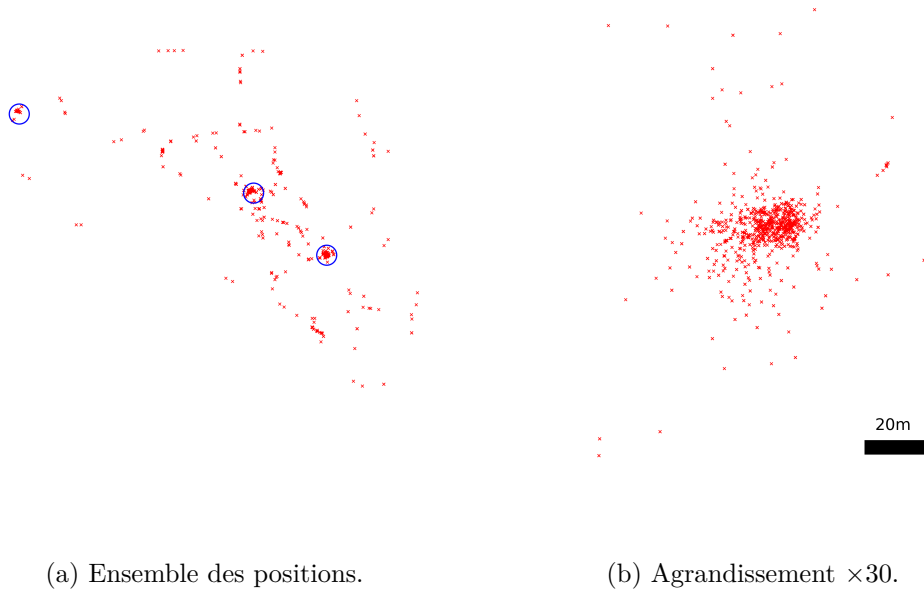 20m
(a) Ensemble des positions.
(b) Agrandissement ×30.